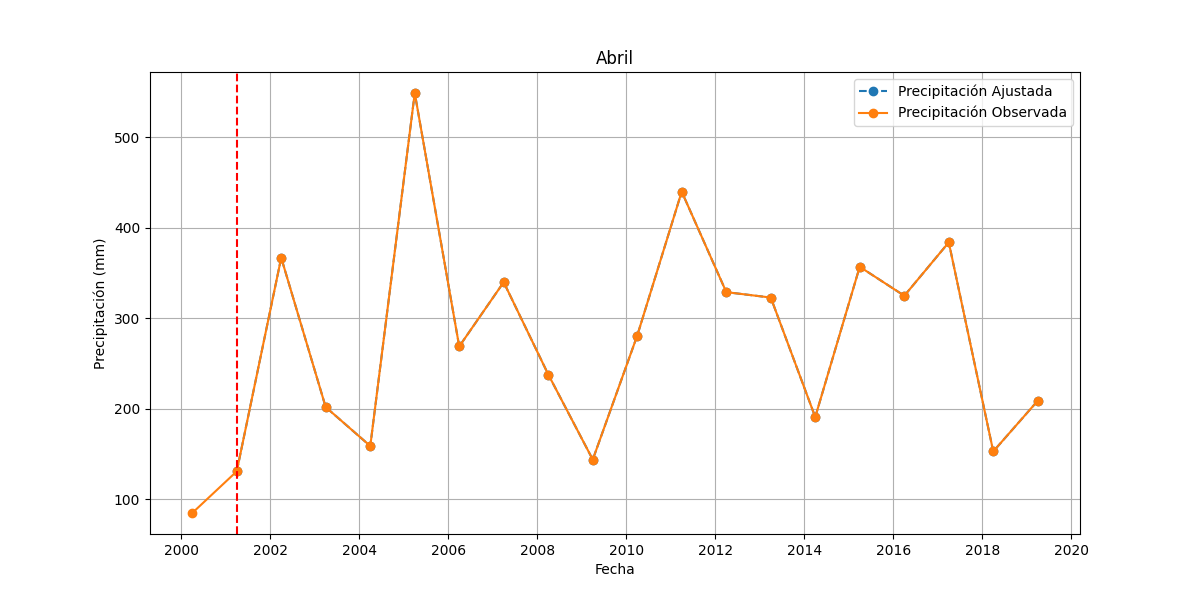 Abril
Precipitación Ajustada
Precipitación Observada
Precipitación (mm)
500
400
300
200
100
2000 2002 2004 2006 2008 2010 2012 2014 2016 2018 2020
Fecha